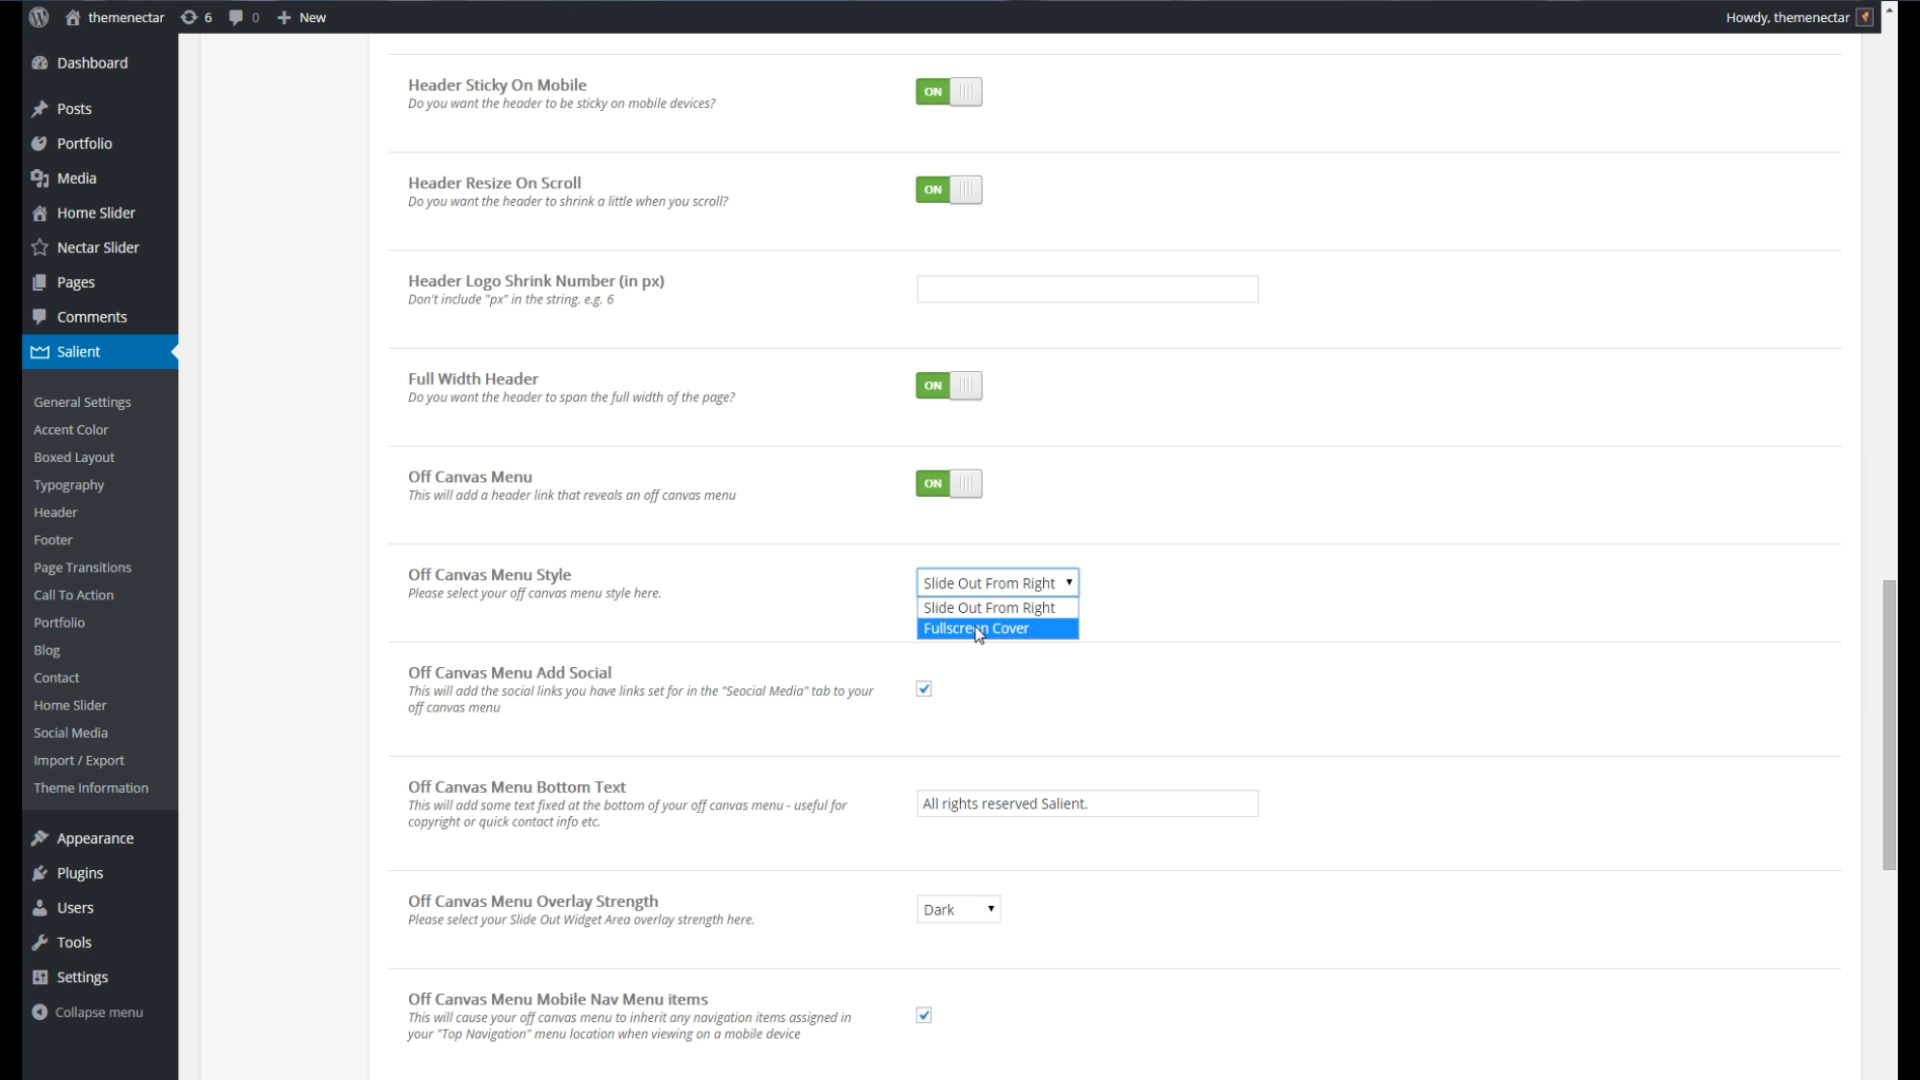 themenectar 6 0 New Howdy, themenectar
Dashboard
Posts
Portfolio
Media
Home Slider
Nectar Slider
Pages
Comments
Salient
General Settings
Accent Color
Boxed Layout
Typography
Header
Footer
Page Transitions
Call To Action
Portfolio
Blog
Contact
Home Slider
Social Media
Import / Export
Theme Information
Appearance
Plugins
Users
Tools
Settings
Collapse menu
Header Sticky On Mobile
Do you want the header to be sticky on mobile devices?
ON
Header Resize On Scroll
Do you want the header to shrink a little when you scroll?
ON
Header Logo Shrink Number (in px)
Don't include "px" in the string. e.g. 6
Full Width Header
Do you want the header to span the full width of the page?
ON
Off Canvas Menu
This will add a header link that reveals an off canvas menu
ON
Off Canvas Menu Style
Please select your off canvas menu style here.
Slide Out From Right
Slide Out From Right
Fullscreen Cover
Off Canvas Menu Add Social
This will add the social links you have links set for in the "Seocial Media" tab to your
off canvas menu
Off Canvas Menu Bottom Text
This will add some text fixed at the bottom of your off canvas menu - useful for
copyright or quick contact info etc.
All rights reserved Salient.
Off Canvas Menu Overlay Strength
Please select your Slide Out Widget Area overlay strength here.
Dark
Off Canvas Menu Mobile Nav Menu items
This will cause your off canvas menu to inherit any navigation items assigned in
your "Top Navigation" menu location when viewing on a mobile device